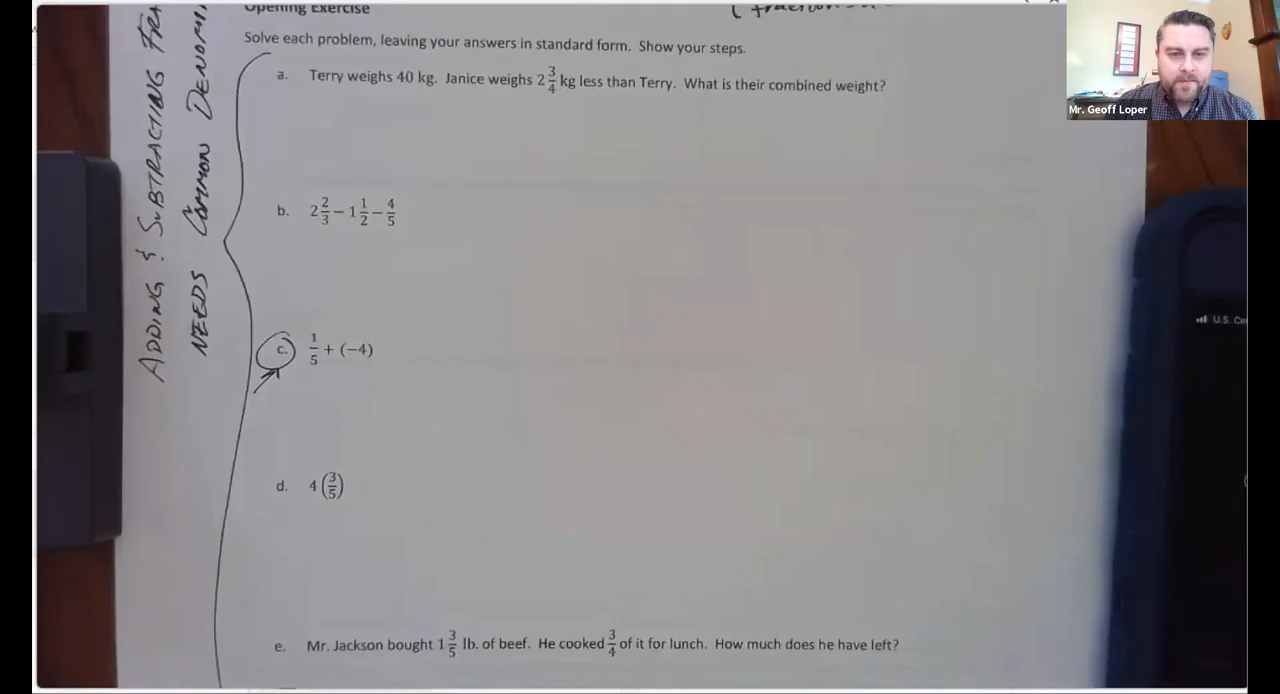 Opening Exercise
Solve each problem, leaving your answers in standard form. Show your steps.
a. Terry weighs 40 kg. Janice weighs 2 3/4 kg less than Terry. What is their combined weight?
b. 2 2/3 − 1 1/2 − 4/5
c. 1/5 + (−4)
d. 4 (3/5)
e. Mr. Jackson bought 1 3/5 lb. of beef. He cooked 3/4 of it for lunch. How much does he have left?
ADDING & SUBTRACTING
NEEDS COMMON
Mr. Geoff Loper
U.S.